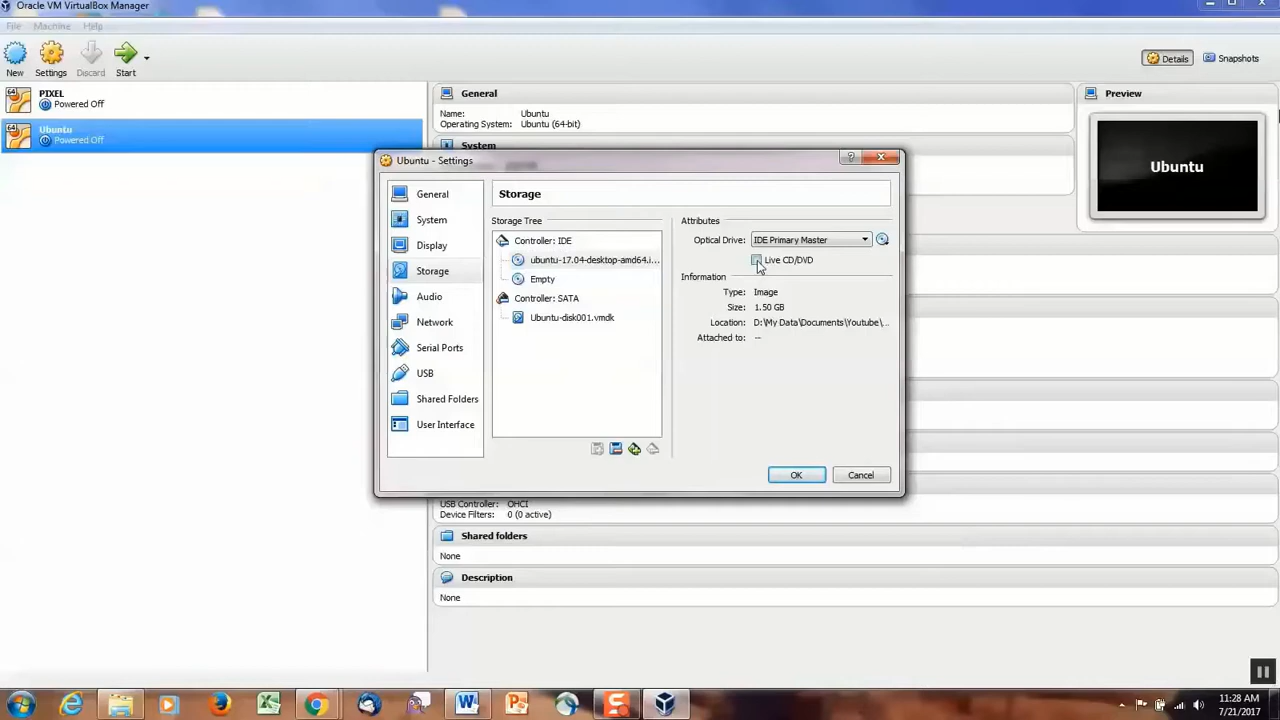 Oracle VM VirtualBox Manager
File Machine Help
New Settings Discard Start
Details Snapshots
64 PIXEL
Powered Off
64 Ubuntu
Powered Off
General
Name: Ubuntu
Operating System: Ubuntu (64-bit)
System
Preview
Ubuntu
Ubuntu - Settings
?
General
System
Display
Storage
Audio
Network
Serial Ports
USB
Shared Folders
User Interface
Storage
Storage Tree
Controller: IDE
ubuntu-17.04-desktop-amd64.i...
Empty
Controller: SATA
Ubuntu-disk001.vmdk
Attributes
Optical Drive: IDE Primary Master
Live CD/DVD
Information
Type: Image
Size: 1.50 GB
Location: D:\My Data\Documents\Youtube\...
Attached to: --
OK Cancel
USB Controller: OHCI
Device Filters: 0 (0 active)
Shared folders
None
Description
None
11:28 AM
7/21/2017